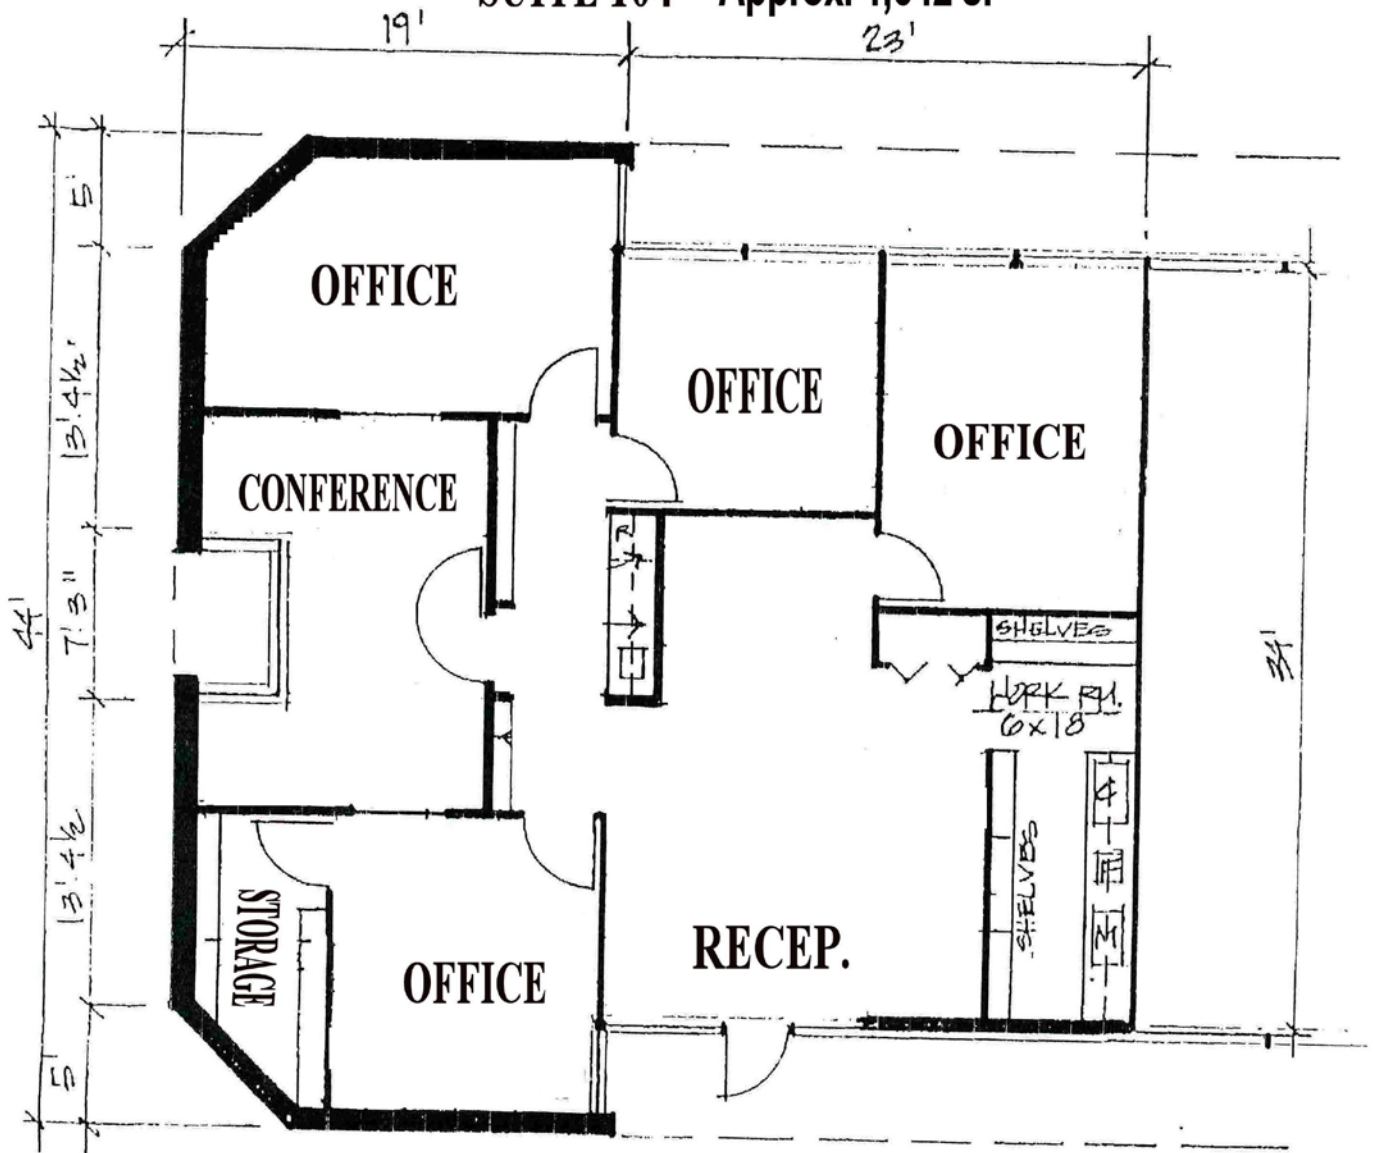 19'
23'
5'
OFFICE
OFFICE
13'.4½'
OFFICE
CONFERENCE
R
7'3"
44'
SHELVES
34'
WORK RM.
6x18
13'.4½
SHELVES
STORAGE
RECEP.
OFFICE
5'